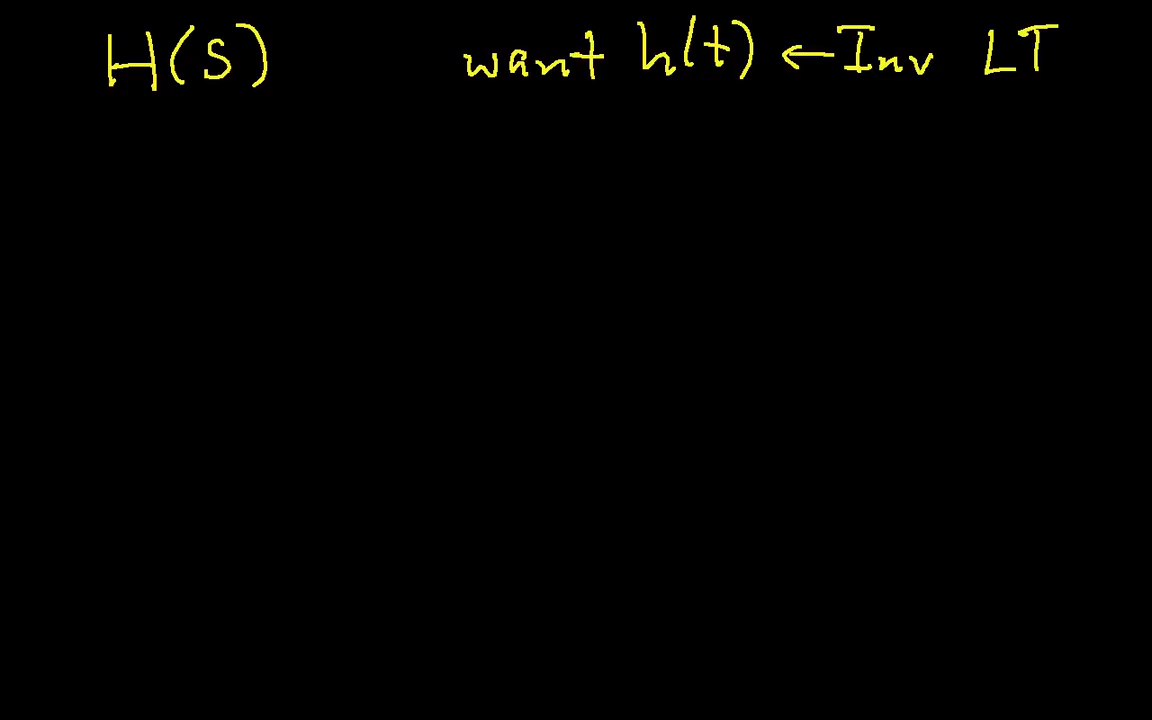 H(S) want h(t) ← Inv LT